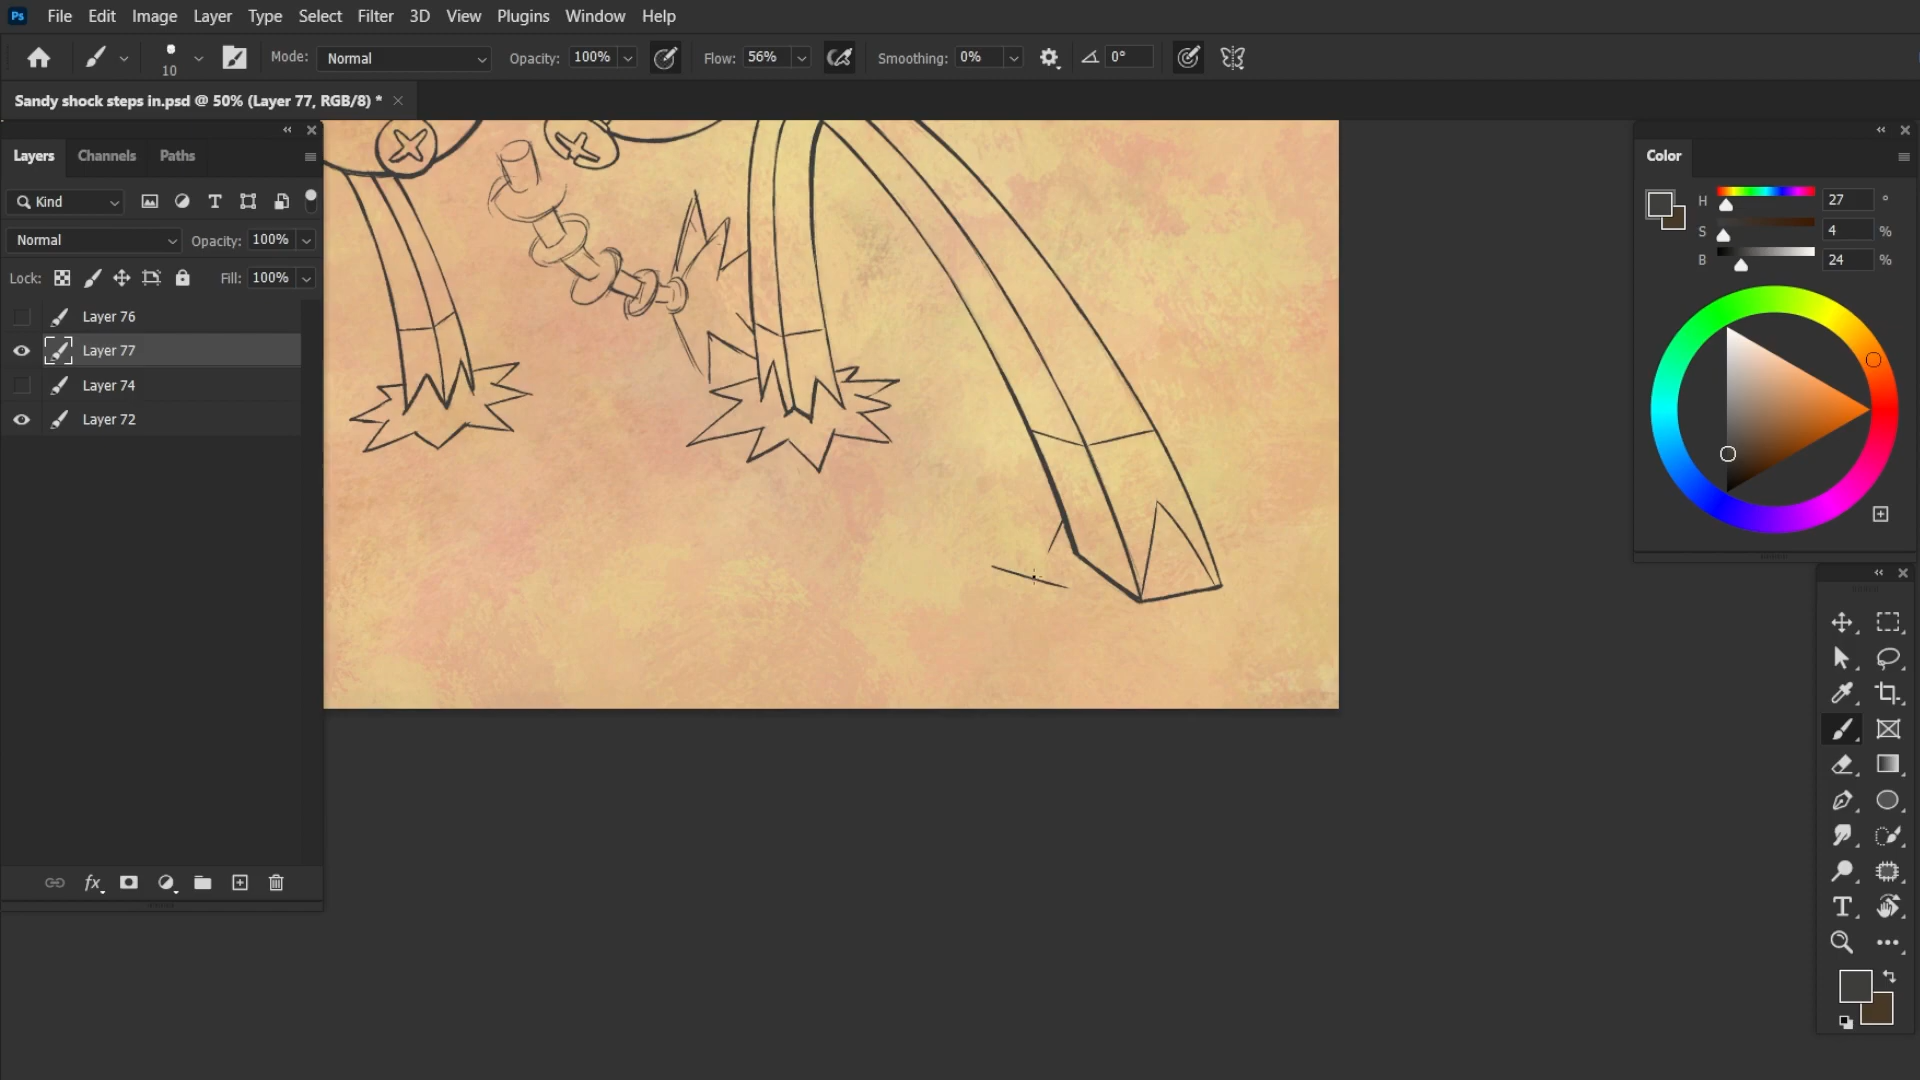 Ps File Edit Image Layer Type Select Filter 3D View Plugins Window Help
10 Mode: Normal Opacity: 100% Flow: 56% Smoothing: 0% 0°
Sandy shock steps in.psd @ 50% (Layer 77, RGB/8) *
Layers Channels Paths
Kind
Normal Opacity: 100%
Lock: Fill: 100%
Layer 76
Layer 77
Layer 74
Layer 72
fx
Color
H 27 °
S 4 %
B 24 %